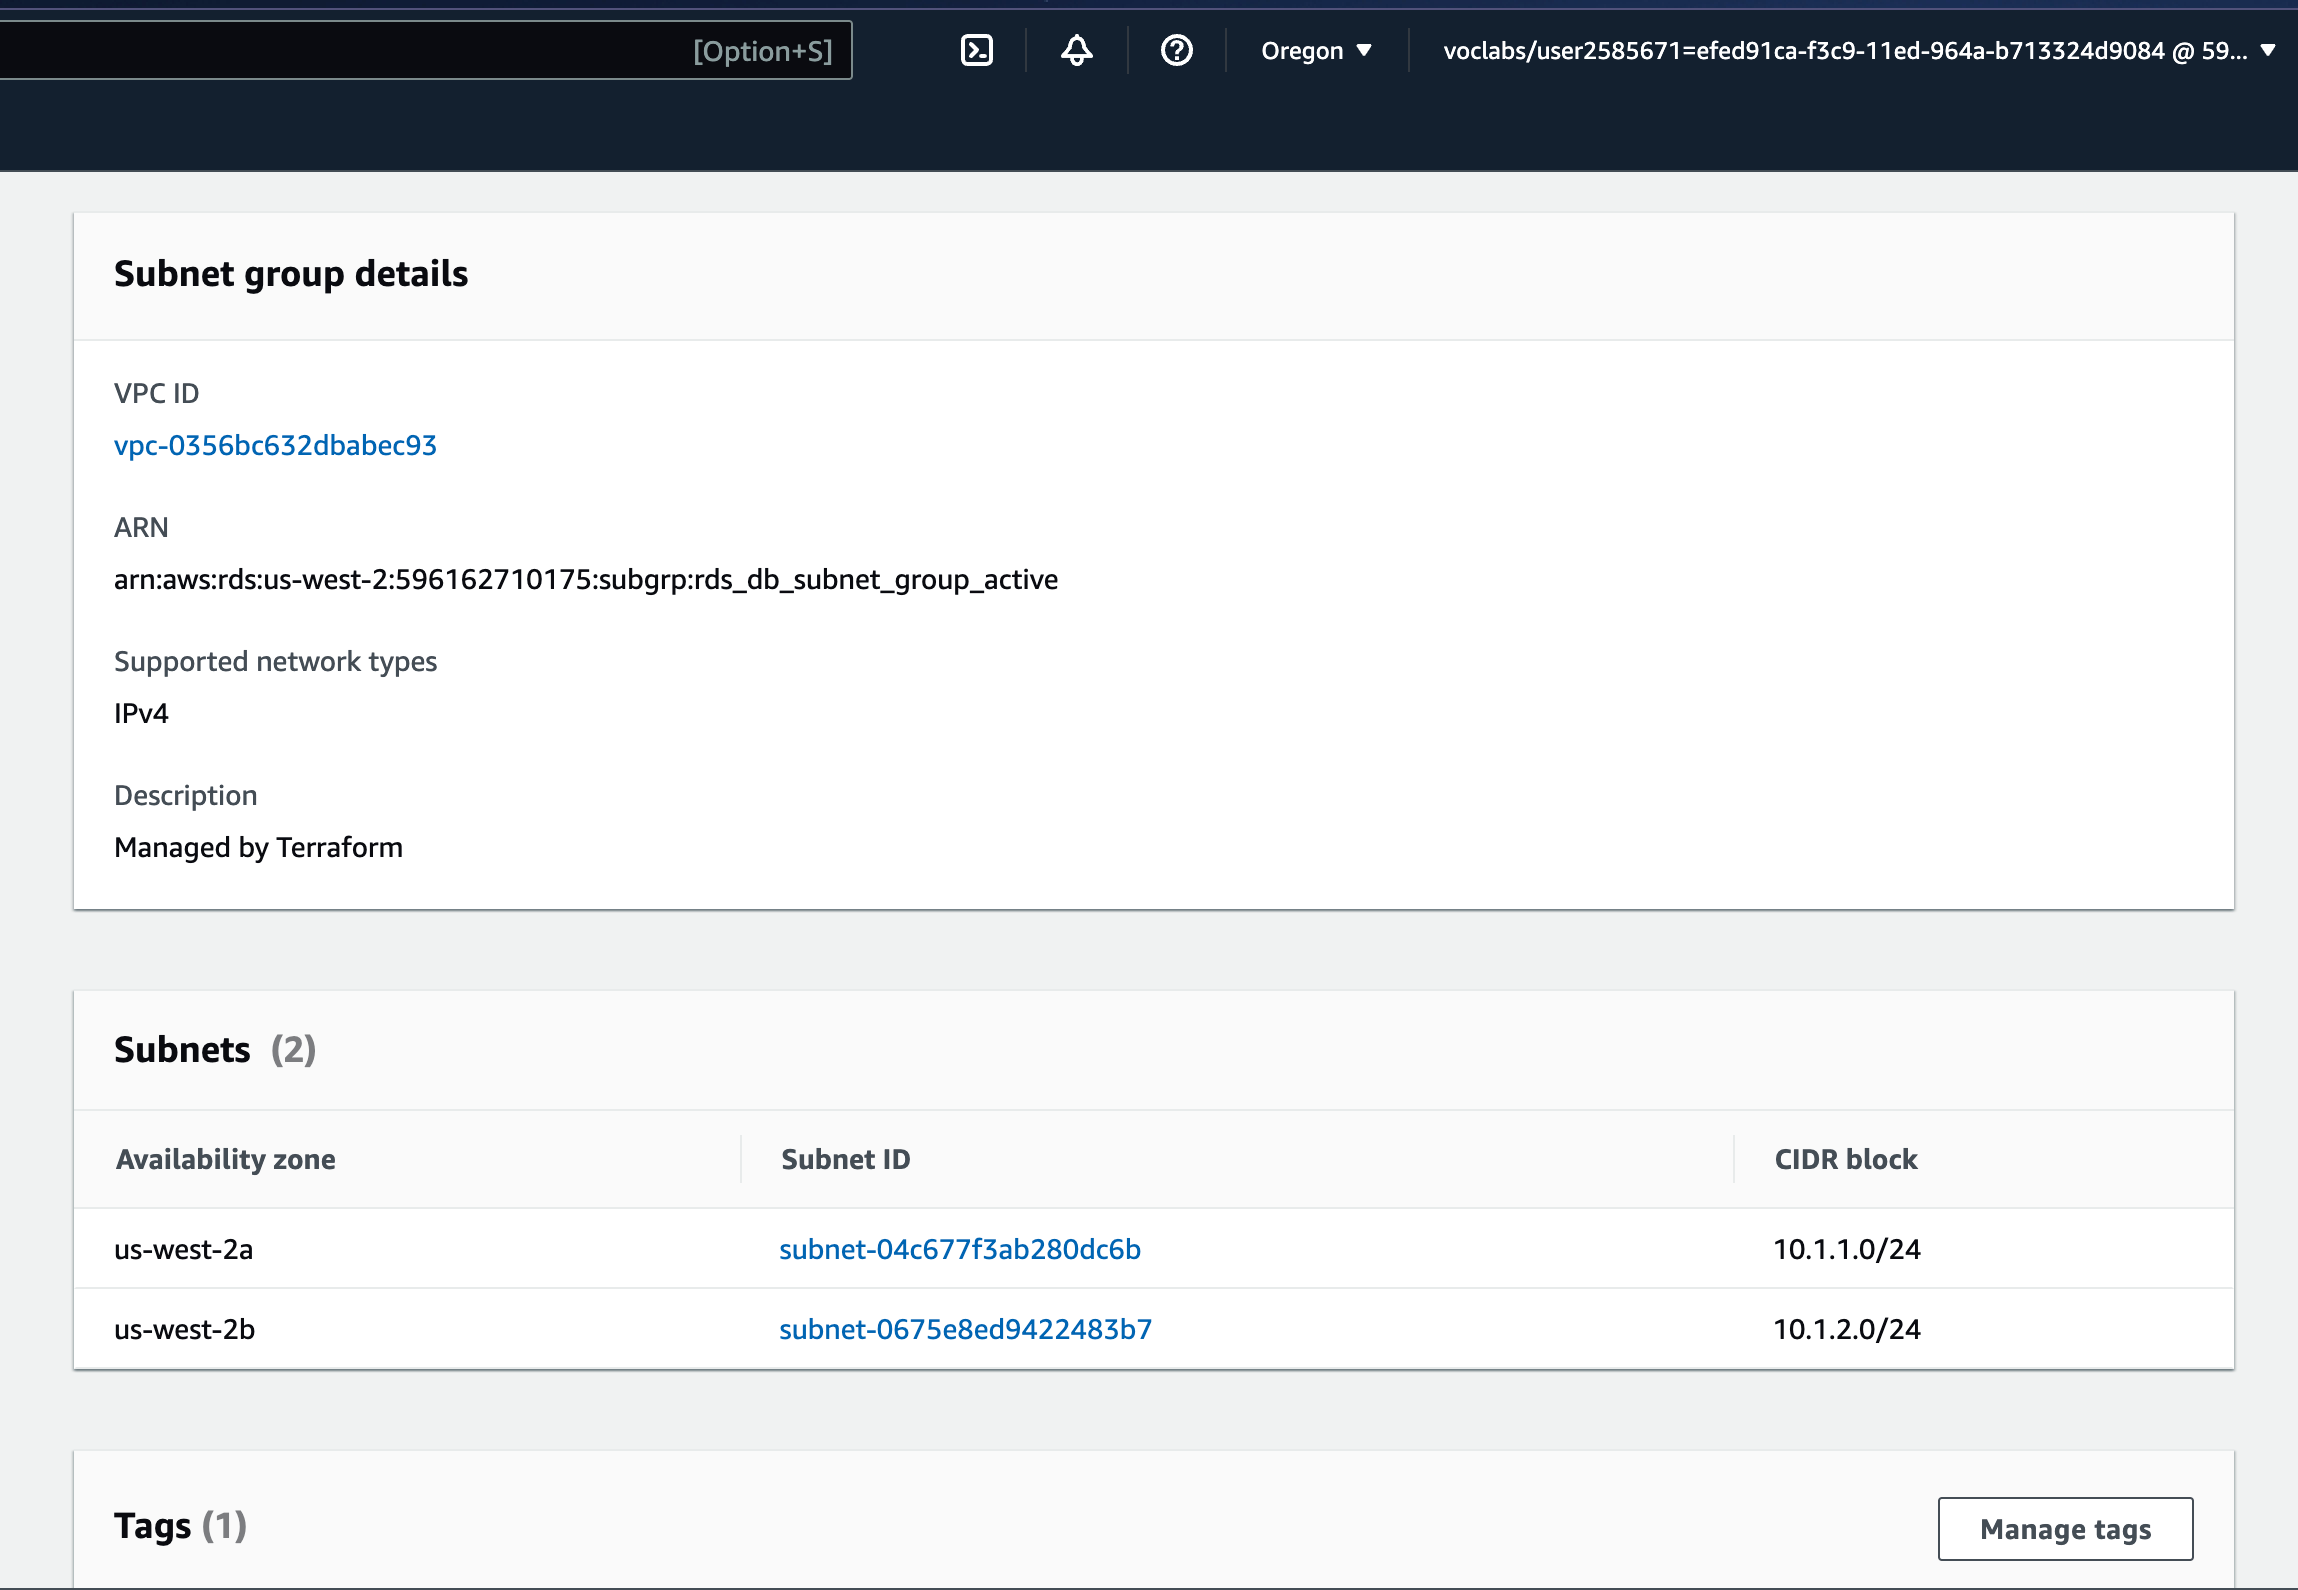 [Option+S]
Oregon
voclabs/user2585671=efed91ca-f3c9-11ed-964a-b713324d9084 @ 59...
Subnet group details
VPC ID
vpc-0356bc632dbabec93
ARN
arn:aws:rds:us-west-2:596162710175:subgrp:rds_db_subnet_group_active
Supported network types
IPv4
Description
Managed by Terraform
Subnets (2)
Availability zone Subnet ID CIDR block
us-west-2a subnet-04c677f3ab280dc6b 10.1.1.0/24
us-west-2b subnet-0675e8ed9422483b7 10.1.2.0/24
Tags (1)
Manage tags